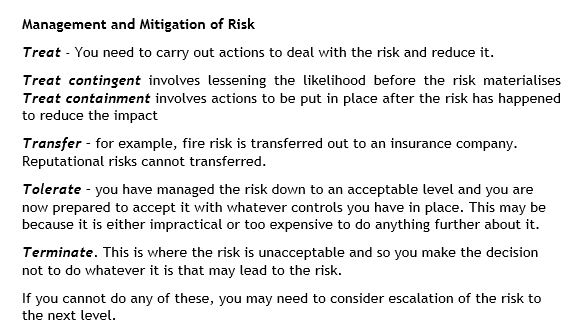 Management and Mitigation of Risk
Treat - You need to carry out actions to deal with the risk and reduce it.
Treat contingent involves lessening the likelihood before the risk materialises
Treat containment involves actions to be put in place after the risk has happened
to reduce the impact
Transfer – for example, fire risk is transferred out to an insurance company.
Reputational risks cannot transferred.
Tolerate – you have managed the risk down to an acceptable level and you are
now prepared to accept it with whatever controls you have in place. This may be
because it is either impractical or too expensive to do anything further about it.
Terminate. This is where the risk is unacceptable and so you make the decision
not to do whatever it is that may lead to the risk.
If you cannot do any of these, you may need to consider escalation of the risk to
the next level.